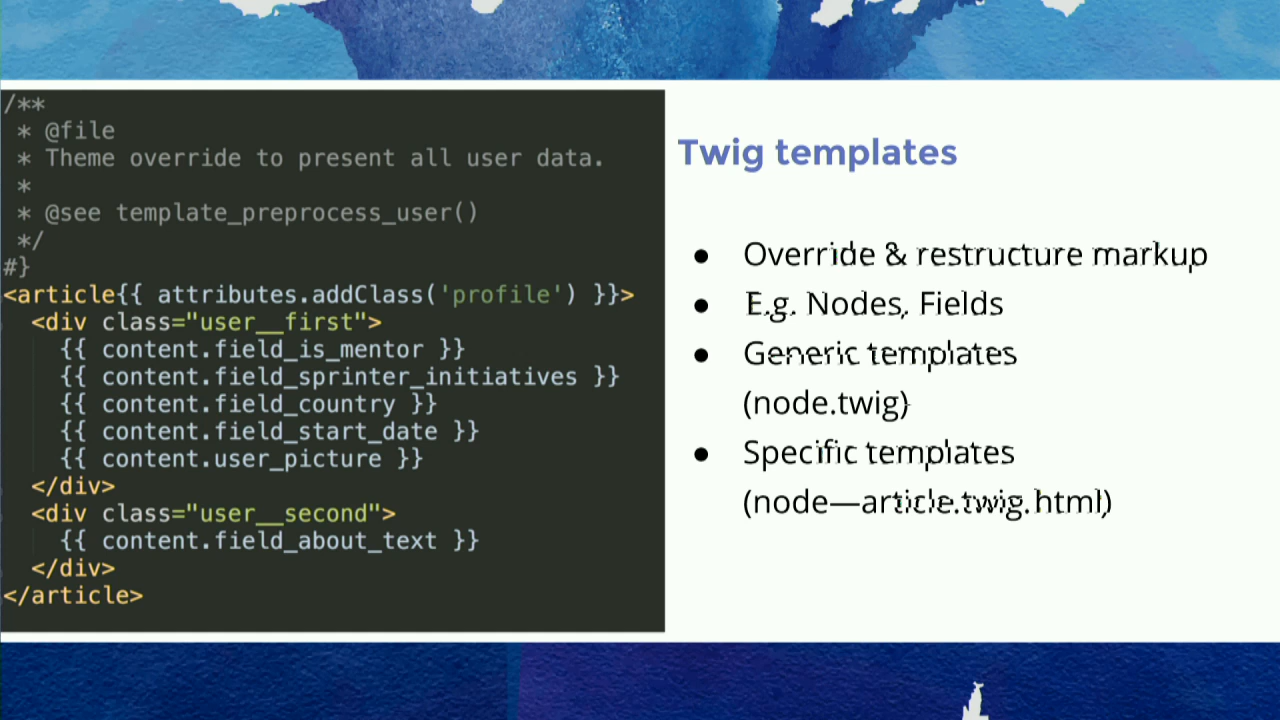 /**
 * @file
 * Theme override to present all user data.
 *
 * @see template_preprocess_user()
 */
#}
<article{{ attributes.addClass('profile') }}>
  <div class="user__first">
    {{ content.field_is_mentor }}
    {{ content.field_sprinter_initiatives }}
    {{ content.field_country }}
    {{ content.field_start_date }}
    {{ content.user_picture }}
  </div>
  <div class="user__second">
    {{ content.field_about_text }}
  </div>
</article>
Twig templates
● Override & restructure markup
● E.g. Nodes, Fields
● Generic templates
(node.twig)
● Specific templates
(node—article.twig.html)